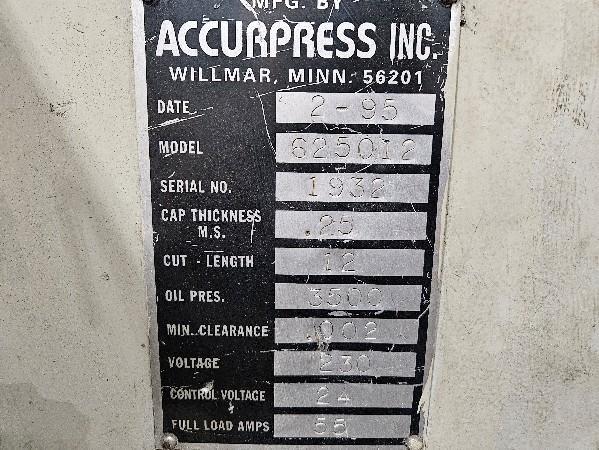 MFG. BY
ACCURPRESS INC.
WILLMAR, MINN. 56201
DATE 2-95
MODEL 625012
SERIAL NO. 1932
CAP THICKNESS M.S. .25
CUT - LENGTH 12
OIL PRES. 3500
MIN. CLEARANCE .002
VOLTAGE 230
CONTROL VOLTAGE 24
FULL LOAD AMPS 55